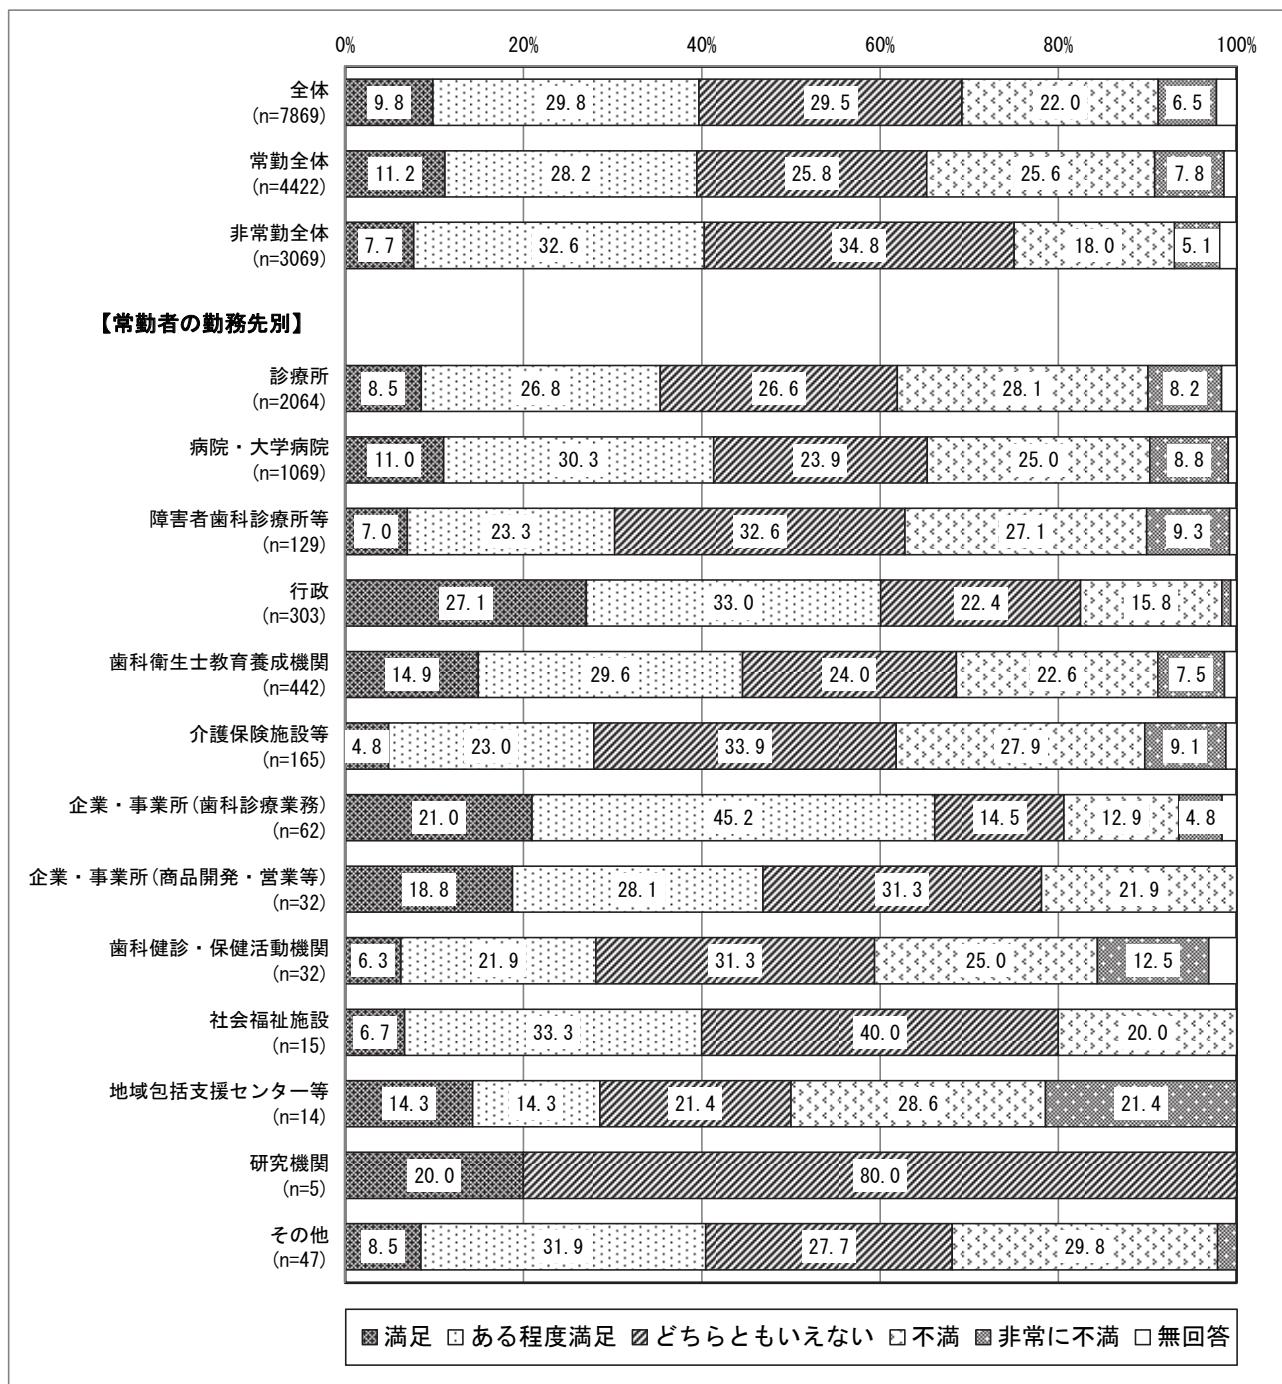 0% 20% 40% 60% 80% 100%
全体
(n=7869)
9.8 29.8 29.5 22.0 6.5
常勤全体
(n=4422)
11.2 28.2 25.8 25.6 7.8
非常勤全体
(n=3069)
7.7 32.6 34.8 18.0 5.1
【常勤者の勤務先別】
診療所
(n=2064)
8.5 26.8 26.6 28.1 8.2
病院・大学病院
(n=1069)
11.0 30.3 23.9 25.0 8.8
障害者歯科診療所等
(n=129)
7.0 23.3 32.6 27.1 9.3
行政
(n=303)
27.1 33.0 22.4 15.8
歯科衛生士教育養成機関
(n=442)
14.9 29.6 24.0 22.6 7.5
介護保険施設等
(n=165)
4.8 23.0 33.9 27.9 9.1
企業・事業所(歯科診療業務)
(n=62)
21.0 45.2 14.5 12.9 4.8
企業・事業所(商品開発・営業等)
(n=32)
18.8 28.1 31.3 21.9
歯科健診・保健活動機関
(n=32)
6.3 21.9 31.3 25.0 12.5
社会福祉施設
(n=15)
6.7 33.3 40.0 20.0
地域包括支援センター等
(n=14)
14.3 14.3 21.4 28.6 21.4
研究機関
(n=5)
20.0 80.0
その他
(n=47)
8.5 31.9 27.7 29.8
満足 ある程度満足 どちらともいえない 不満 非常に不満 無回答